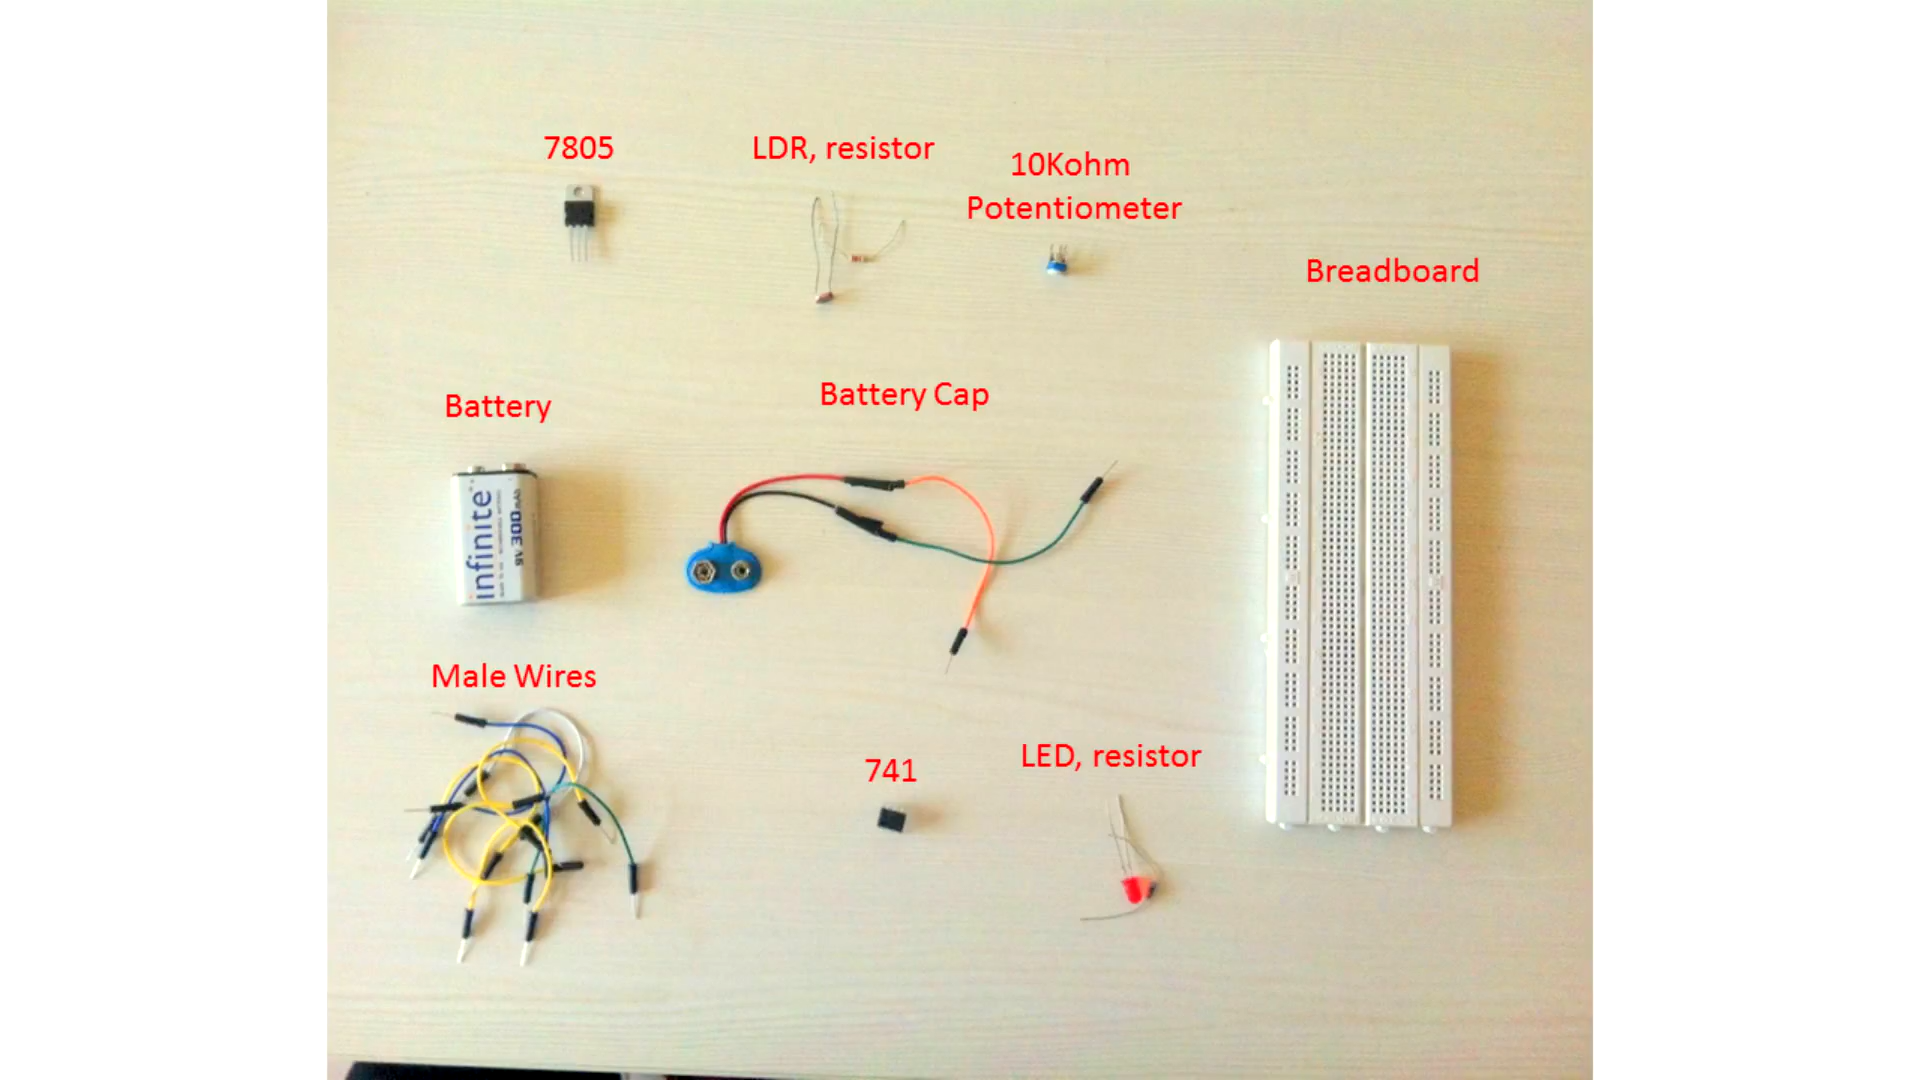 7805
LDR, resistor
10Kohm
Potentiometer
Breadboard
Battery
Battery Cap
infinite
9V 300mAh
Male Wires
741
LED, resistor